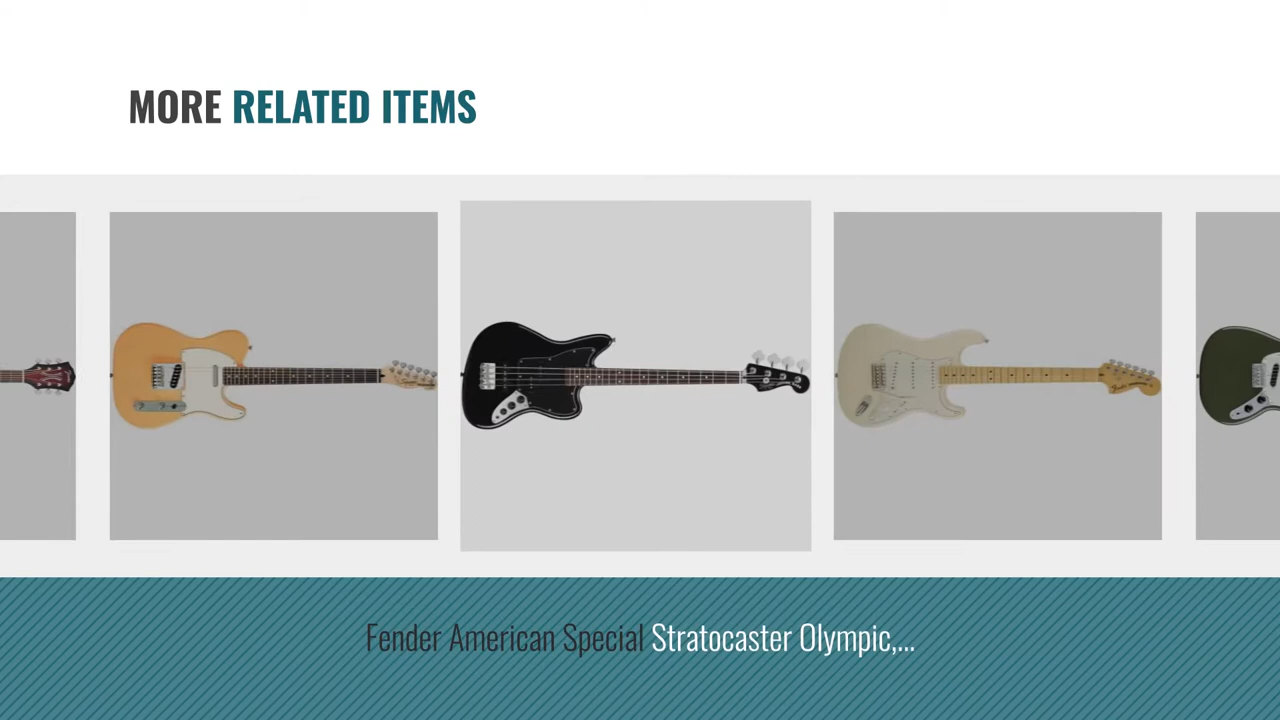 MORE RELATED ITEMS
Fender American Special Stratocaster Olympic,...